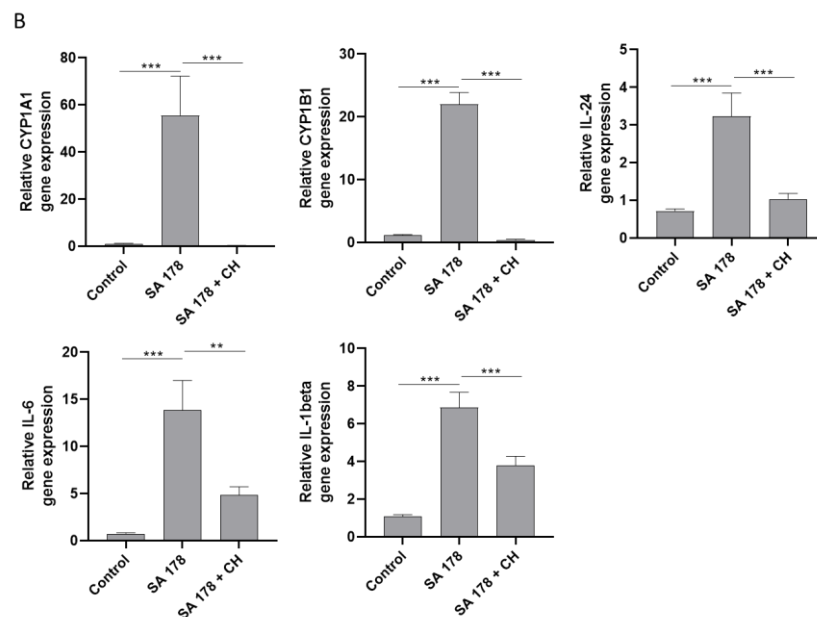 B
Relative CYP1A1
gene expression
80
60
40
20
0
***
***
Control
SA 178
SA 178 + CH
Relative CYP1B1
gene expression
30
20
10
0
***
***
Control
SA 178
SA 178 + CH
Relative IL-24
gene expression
5
4
3
2
1
0
***
***
Control
SA 178
SA 178 + CH
Relative IL-6
gene expression
20
15
10
5
0
***
**
Control
SA 178
SA 178 + CH
Relative IL-1beta
gene expression
10
8
6
4
2
0
***
***
Control
SA 178
SA 178 + CH